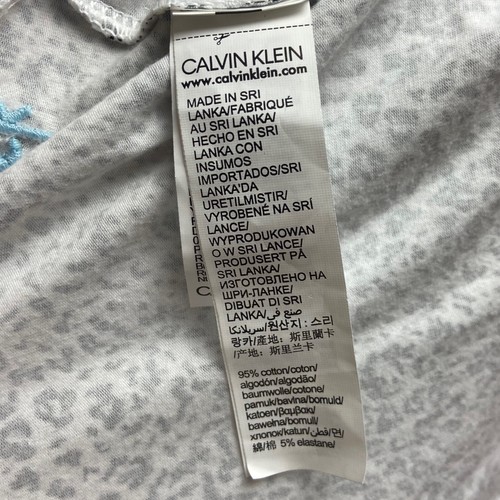 CALVIN KLEIN
www.calvinklein.com
MADE IN SRI
LANKA/FABRIQUÉ
AU SRI LANKA/
HECHO EN SRI
LANKA CON
INSUMOS
IMPORTADOS/SRI
LANKA'DA
URETILMISTIR/
VYROBENÉ NA SRÍ
LANCE/
WYPRODUKOWAN
O W SRI LANCE/
PRODUSERT PÅ
SRI LANKA/
ИЗГОТОВЛЕНО НА
ШРИ-ЛАНКЕ/
DIBUAT DI SRI
LANKA/صنع في
سريلانكا/원산지 : 스리
랑카/產地：斯里蘭卡
/产地：斯里兰卡
95% cotton/coton/
algodón/algodão/
baumwolle/cotone/
pamuk/bavlna/bomuld/
katoen/βαμβακι/
bawełna/bomull/
хлопок/katun/قطن/면/
綿/棉 5% elastane/